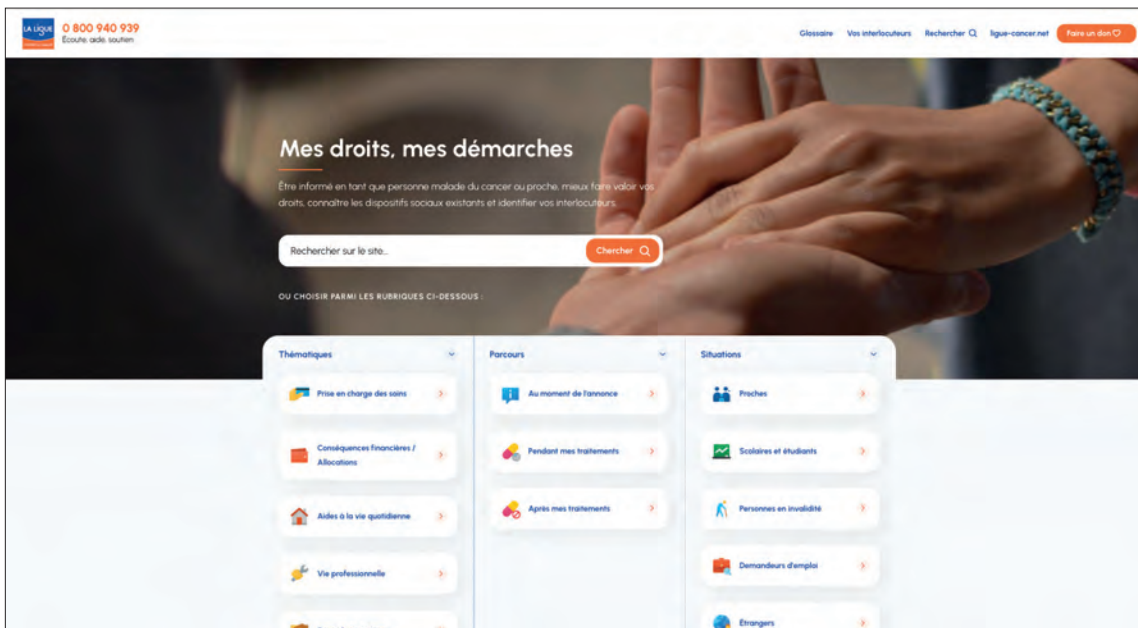 LA LIGUE
0 800 940 939
Écoute, aide, soutien
Glossaire
Vos interlocuteurs
Rechercher
ligue-cancer.net
Faire un don
Mes droits, mes démarches
Être informé en tant que personne malade du cancer ou proche, mieux faire valoir vos
droits, connaître les dispositifs sociaux existants et identifier vos interlocuteurs.
Rechercher sur le site...
Chercher
OU CHOISIR PARMI LES RUBRIQUES CI-DESSOUS :
Thématiques
Prise en charge des soins
Conséquences financières /
Allocations
Aides à la vie quotidienne
Vie professionnelle
Parcours
Au moment de l'annonce
Pendant mes traitements
Après mes traitements
Situations
Proches
Scolaires et étudiants
Personnes en invalidité
Demandeurs d'emploi
Étrangers